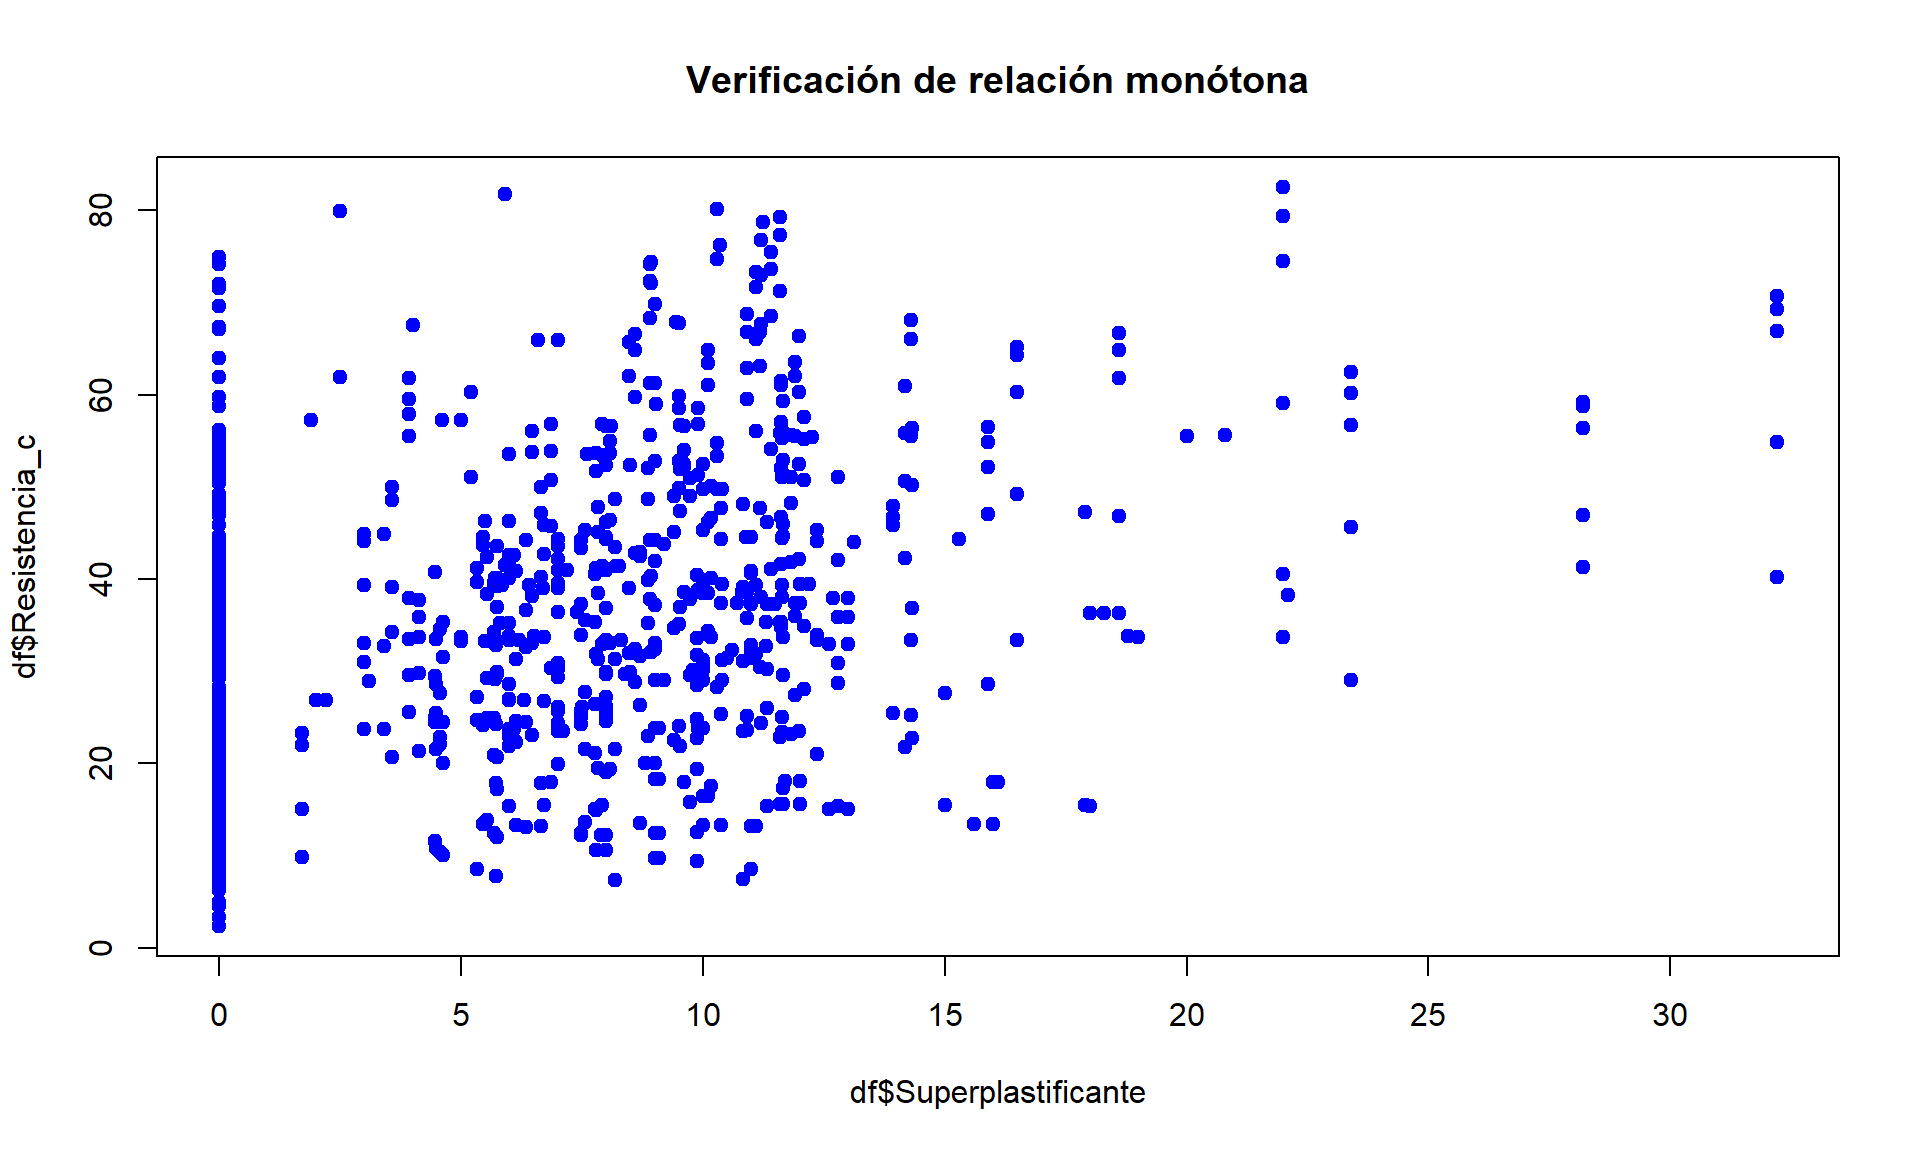 Verificación de relación monótona
df$Resistencia_c
80
60
40
20
0
0 5 10 15 20 25 30
df$Superplastificante